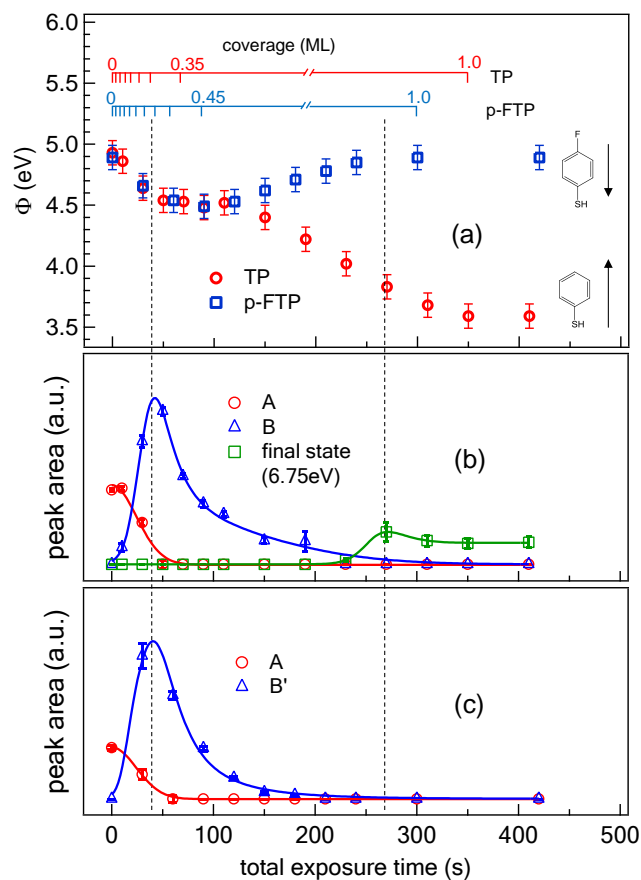 6.0
5.5
5.0
4.5
4.0
3.5
Φ (eV)
coverage (ML)
0 0.35 1.0 TP
0 0.45 1.0 p-FTP
F
SH
(a)
TP
p-FTP
SH
peak area (a.u.)
A
B
final state
(6.75eV)
(b)
peak area (a.u.)
A
B'
(c)
0 100 200 300 400 500
total exposure time (s)